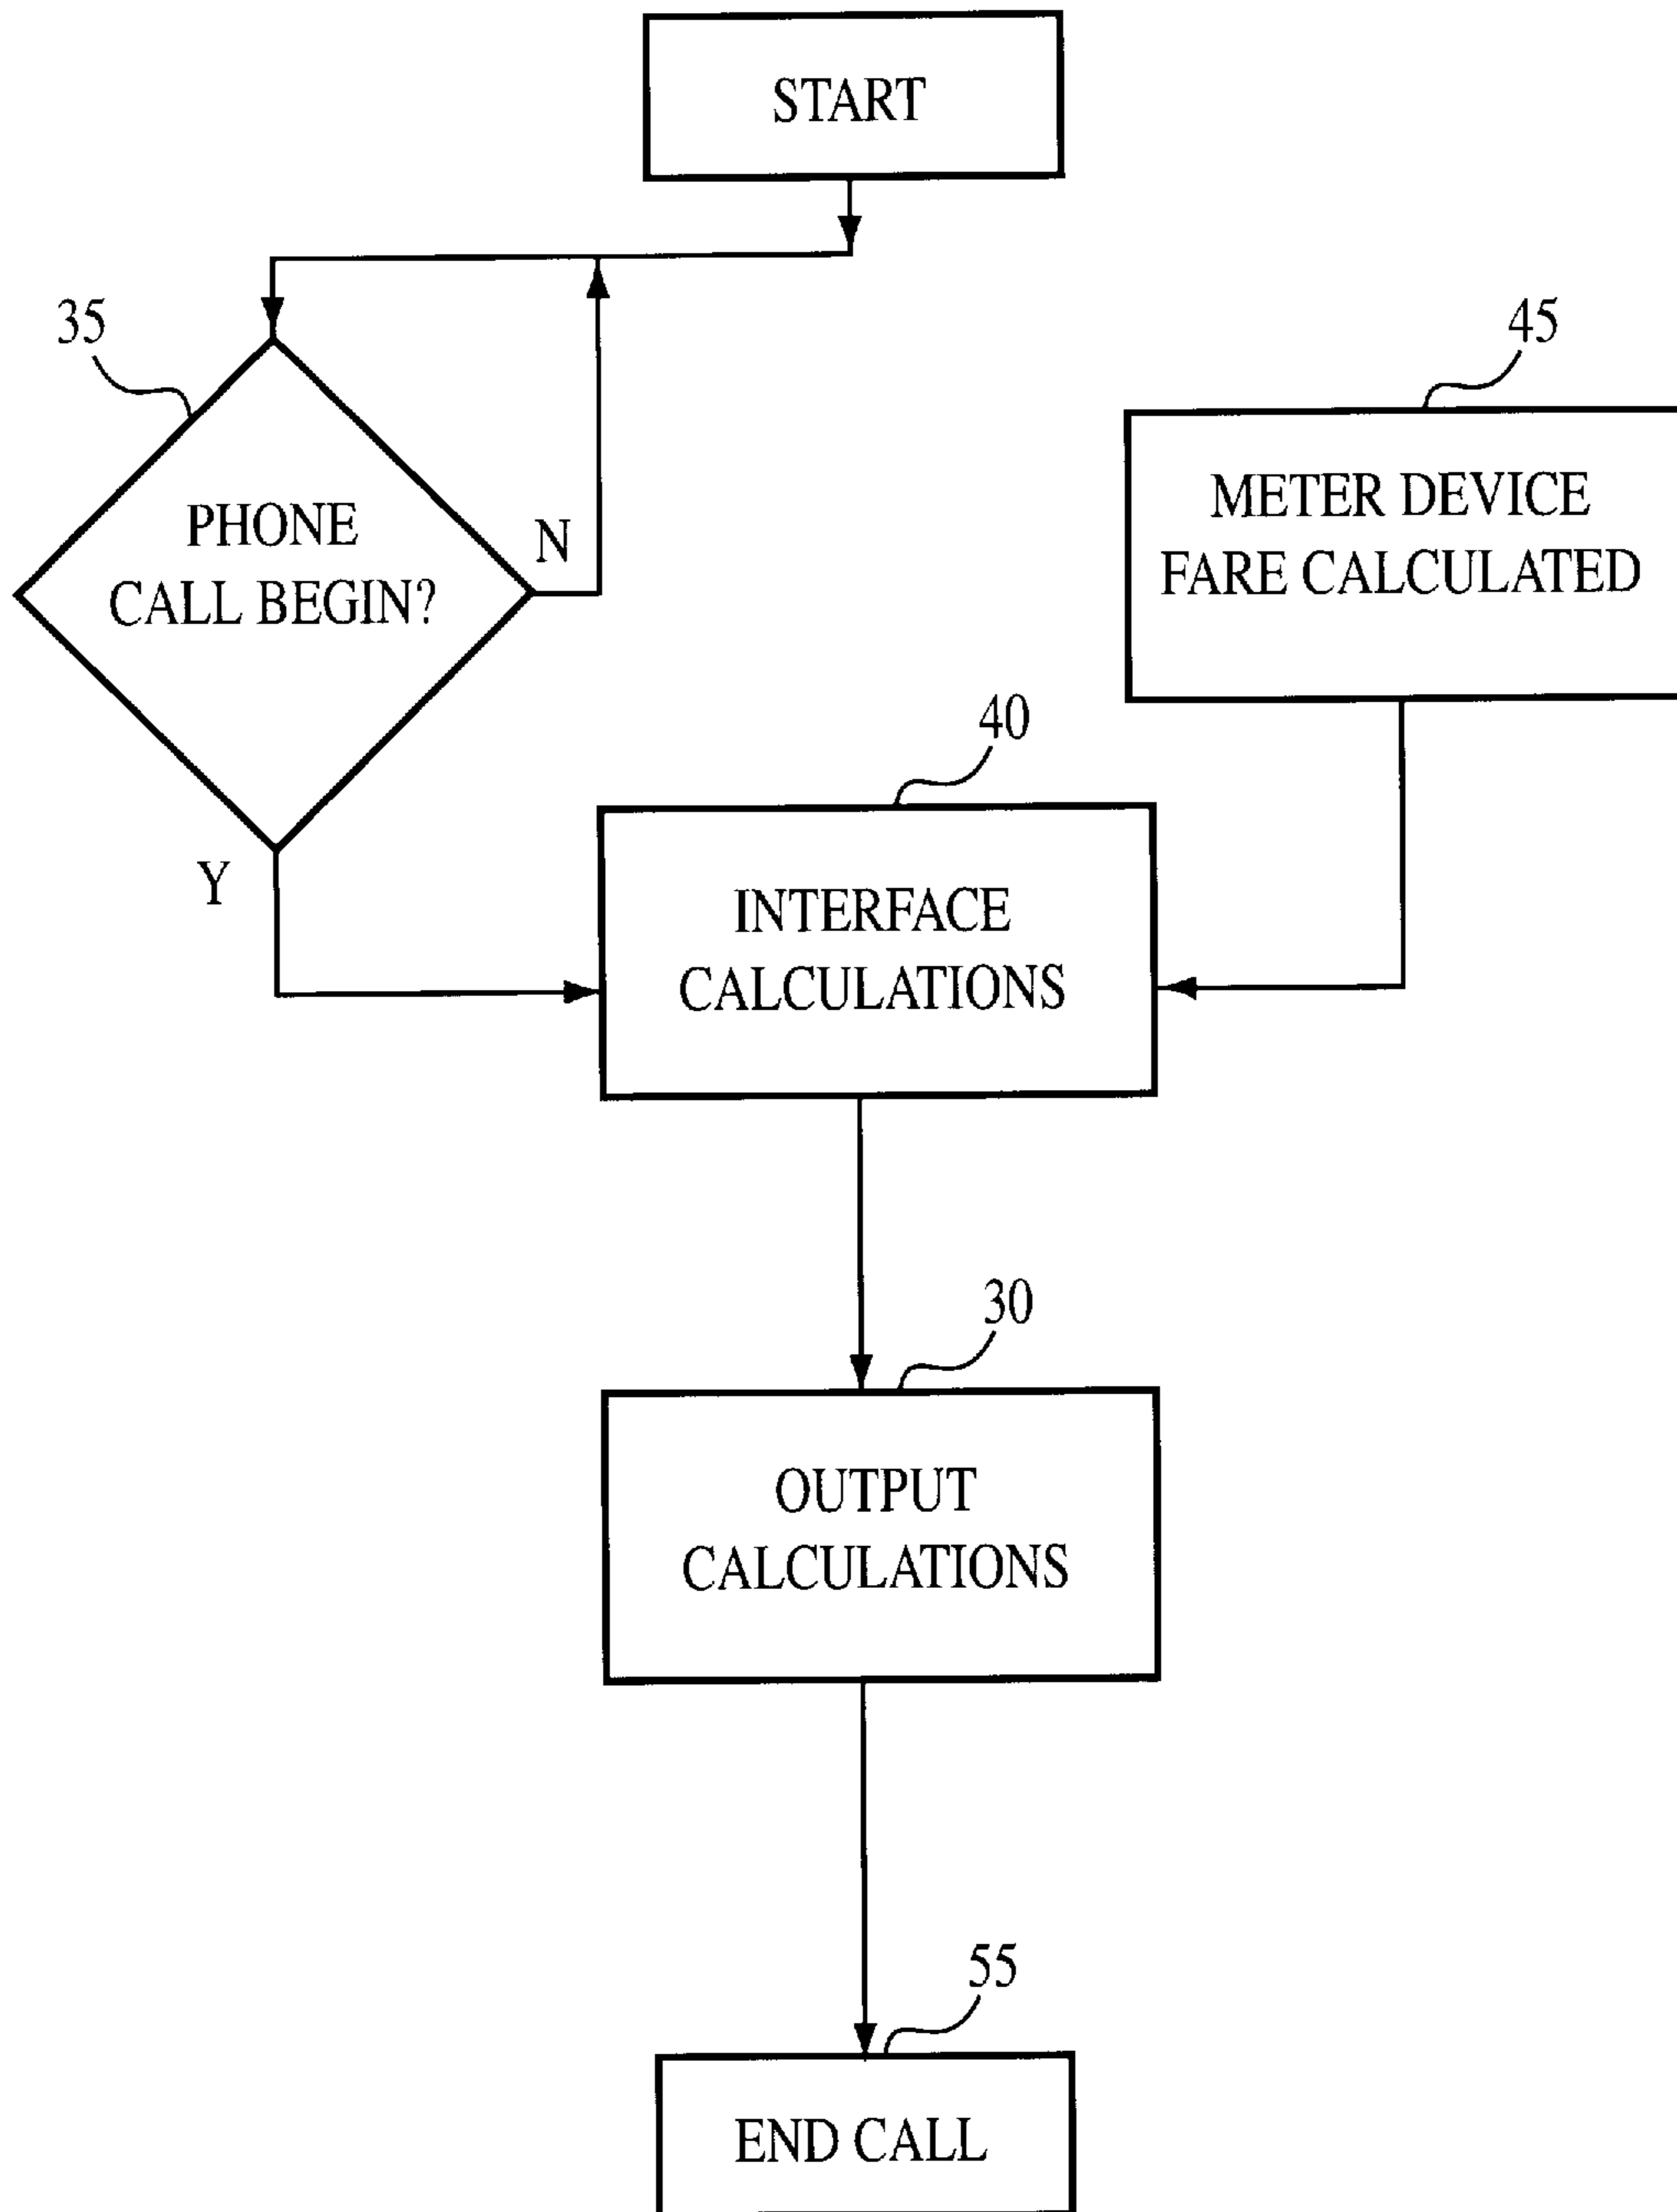 START
35
45
PHONE
CALL BEGIN?
N
METER DEVICE
FARE CALCULATED
40
Y
INTERFACE
CALCULATIONS
30
OUTPUT
CALCULATIONS
55
END CALL